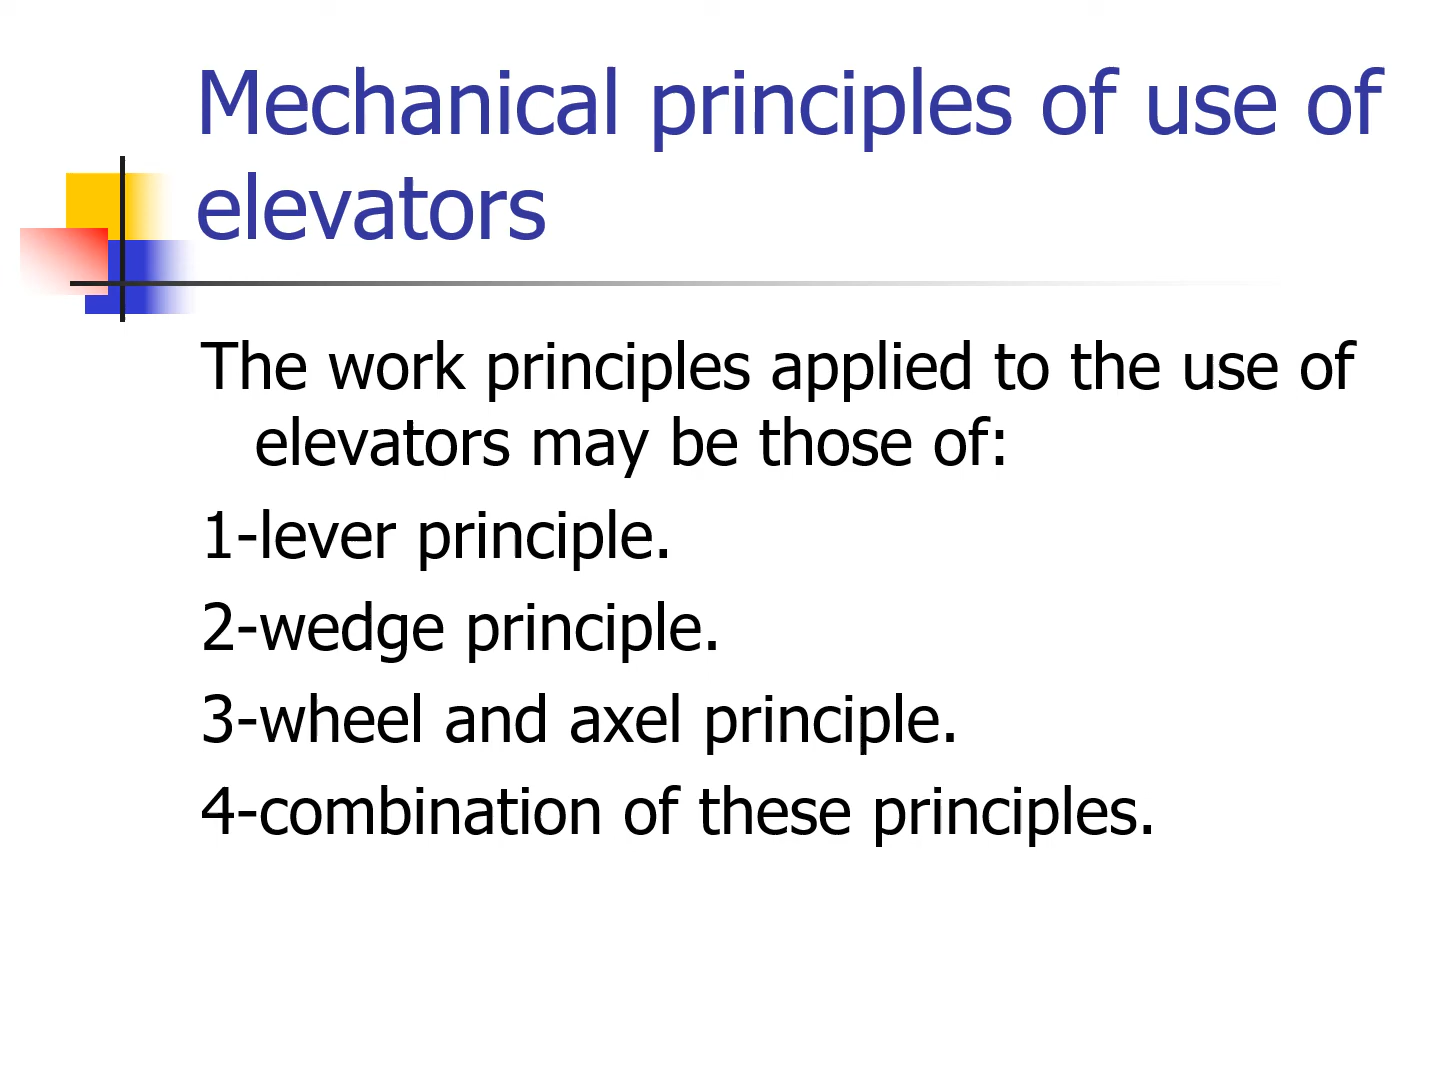 Mechanical principles of use of
elevators
The work principles applied to the use of
elevators may be those of:
1-lever principle.
2-wedge principle.
3-wheel and axel principle.
4-combination of these principles.